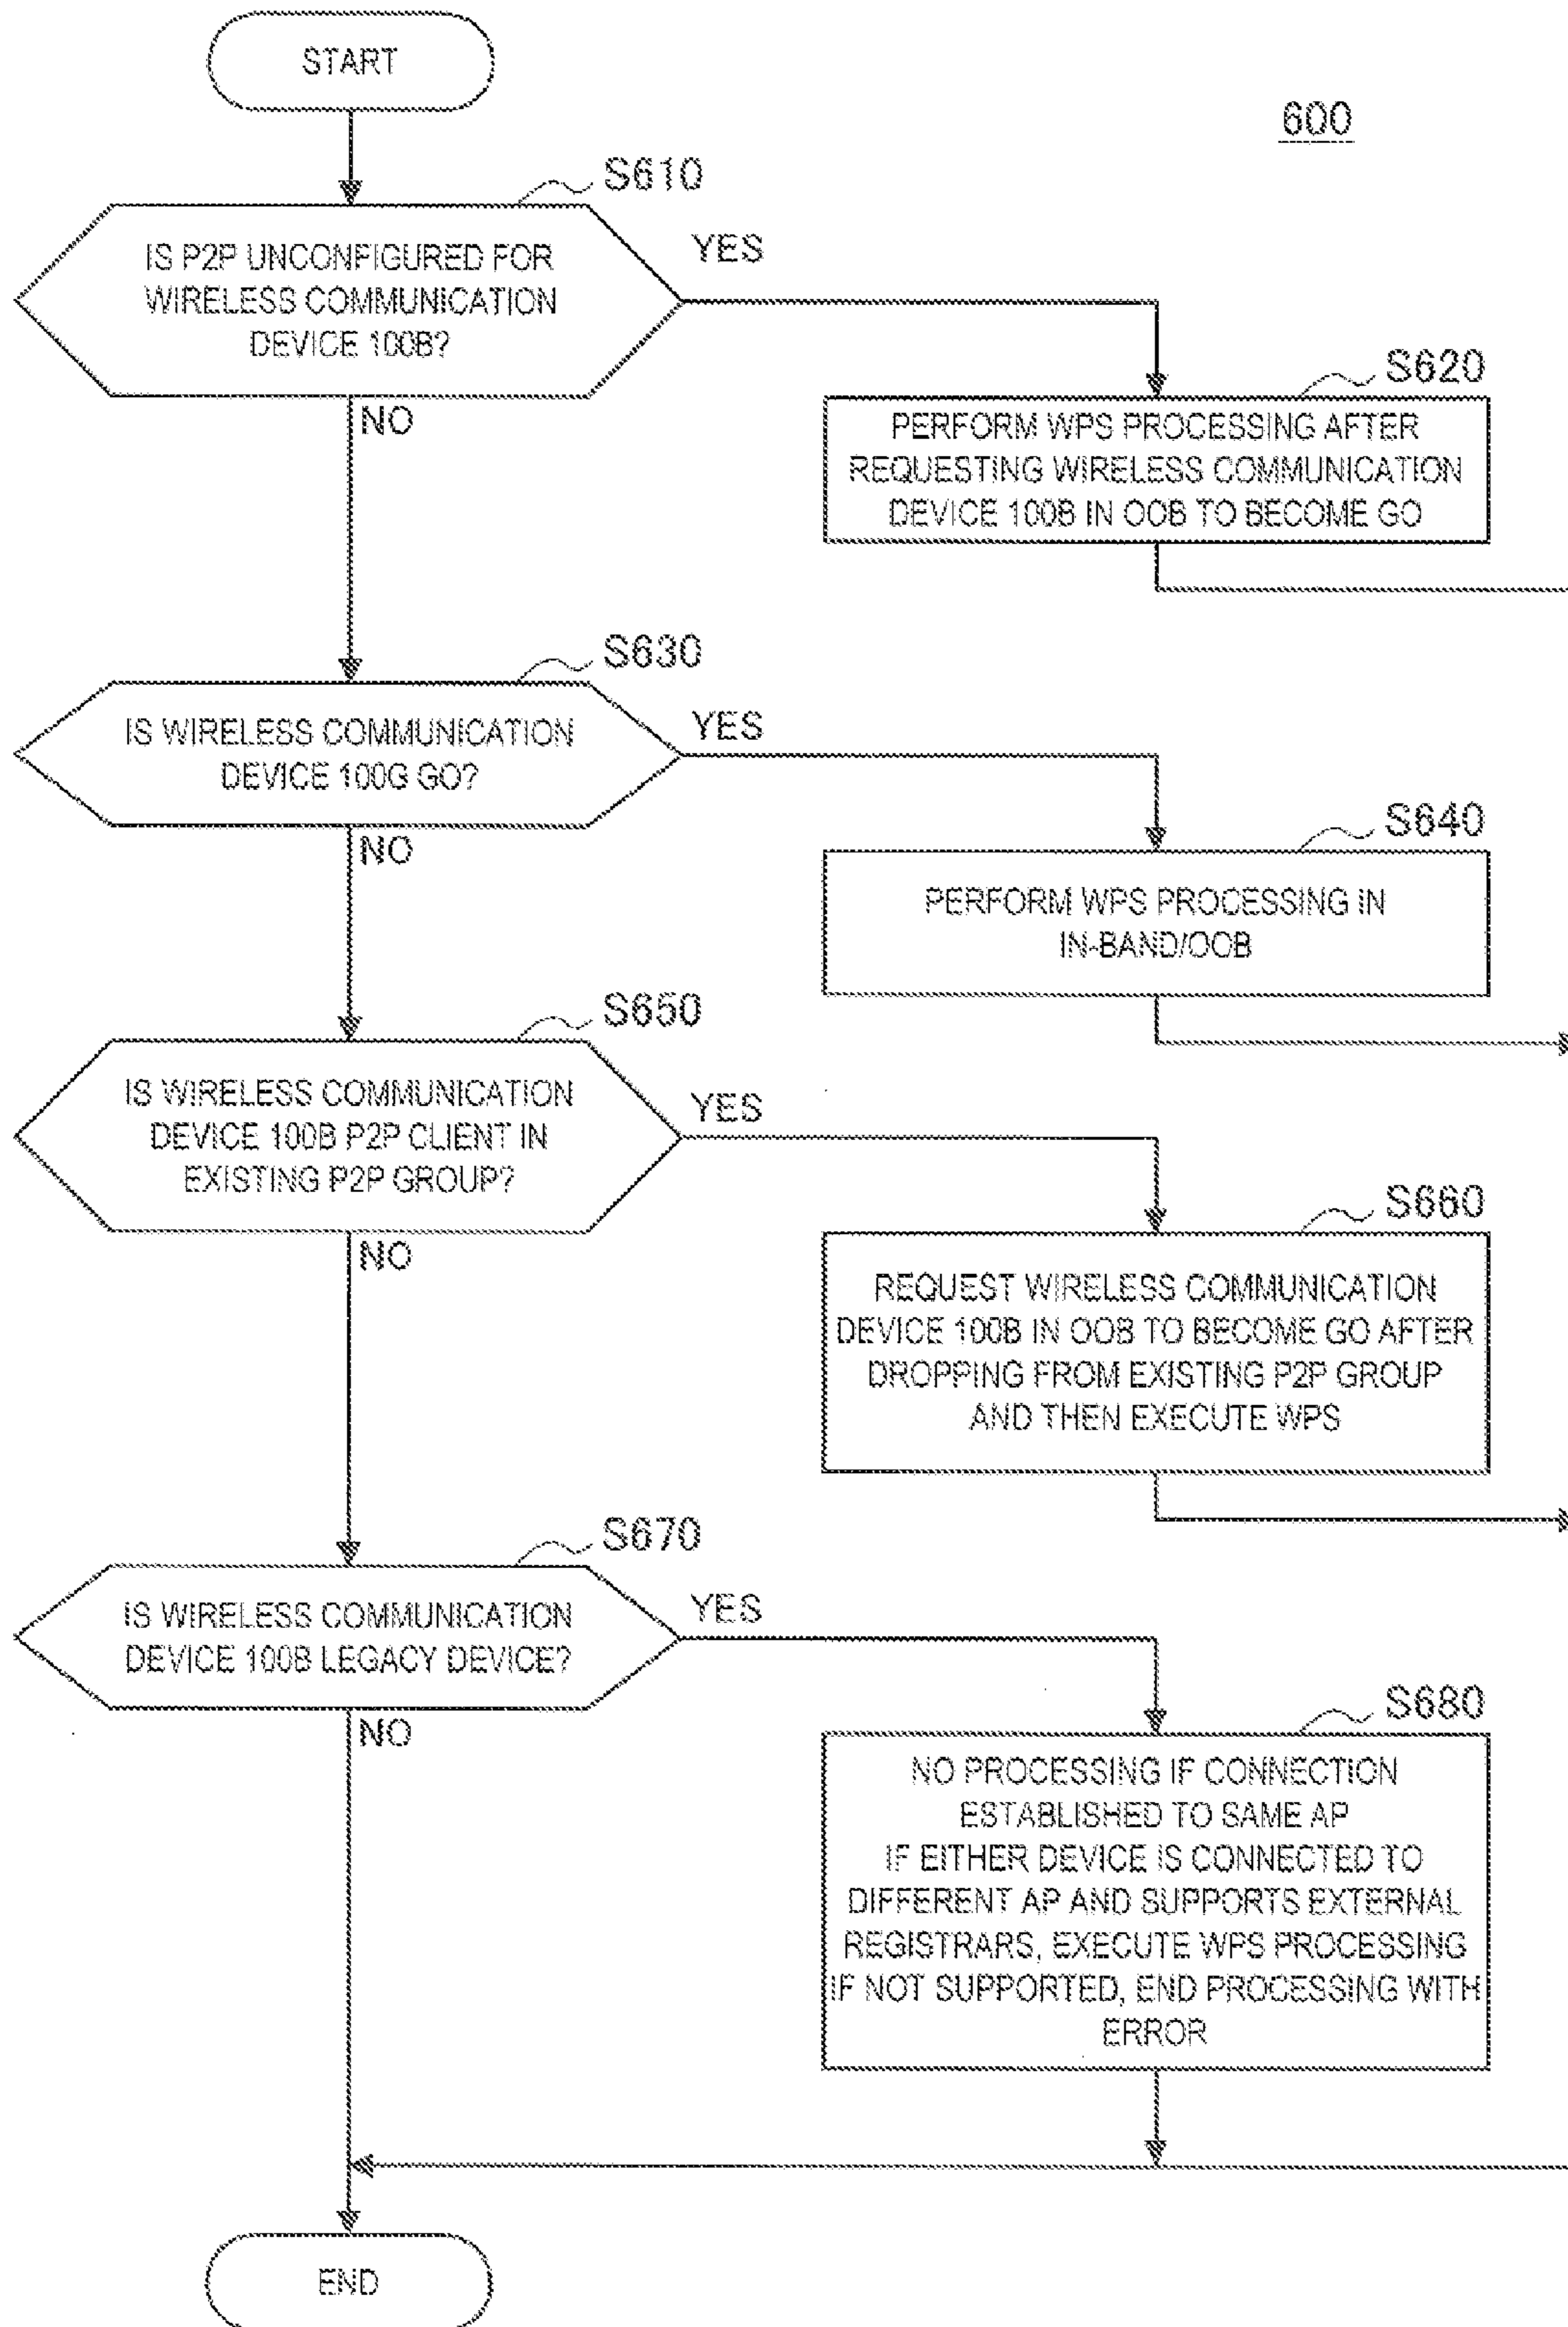 START
600
S610
IS P2P UNCONFIGURED FOR
WIRELESS COMMUNICATION
DEVICE 100B?
YES
NO
S620
PERFORM WPS PROCESSING AFTER
REQUESTING WIRELESS COMMUNICATION
DEVICE 100B IN OOB TO BECOME GO
S630
IS WIRELESS COMMUNICATION
DEVICE 100G GO?
YES
NO
S640
PERFORM WPS PROCESSING IN
IN-BAND/OOB
S650
IS WIRELESS COMMUNICATION
DEVICE 100B P2P CLIENT IN
EXISTING P2P GROUP?
YES
NO
S660
REQUEST WIRELESS COMMUNICATION
DEVICE 100B IN OOB TO BECOME GO AFTER
DROPPING FROM EXISTING P2P GROUP
AND THEN EXECUTE WPS
S670
IS WIRELESS COMMUNICATION
DEVICE 100B LEGACY DEVICE?
YES
NO
S680
NO PROCESSING IF CONNECTION
ESTABLISHED TO SAME AP
IF EITHER DEVICE IS CONNECTED TO
DIFFERENT AP AND SUPPORTS EXTERNAL
REGISTRARS, EXECUTE WPS PROCESSING
IF NOT SUPPORTED, END PROCESSING WITH
ERROR
END